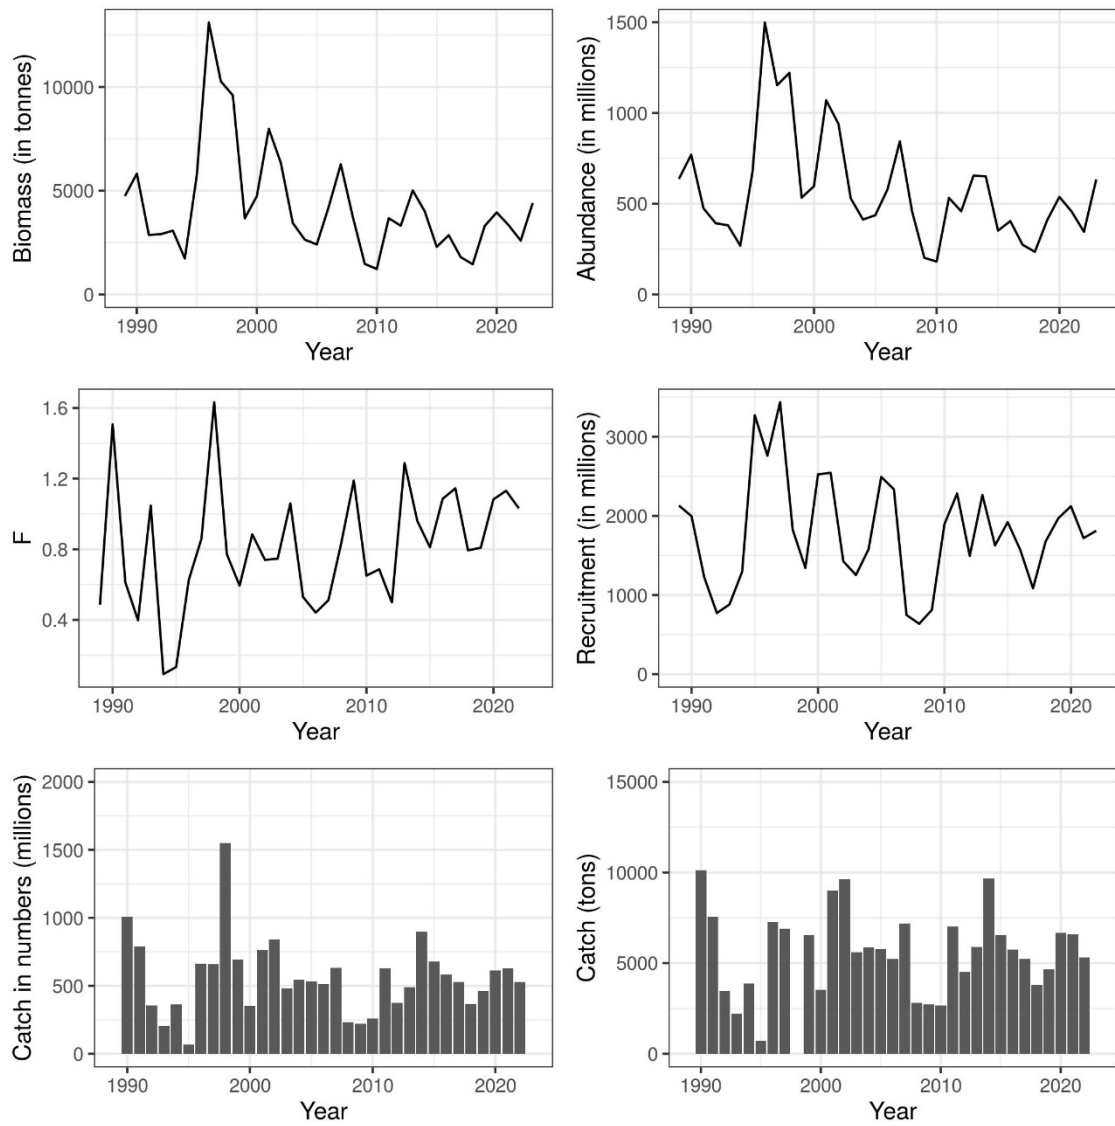 Biomass (in tonnes)
10000
5000
0
1990 2000 2010 2020
Year
Abundance (in millions)
1500
1000
500
0
1990 2000 2010 2020
Year
F
1.6
1.2
0.8
0.4
1990 2000 2010 2020
Year
Recruitment (in millions)
3000
2000
1000
0
1990 2000 2010 2020
Year
Catch in numbers (millions)
2000
1500
1000
500
0
1990 2000 2010 2020
Year
Catch (tons)
15000
10000
5000
0
1990 2000 2010 2020
Year